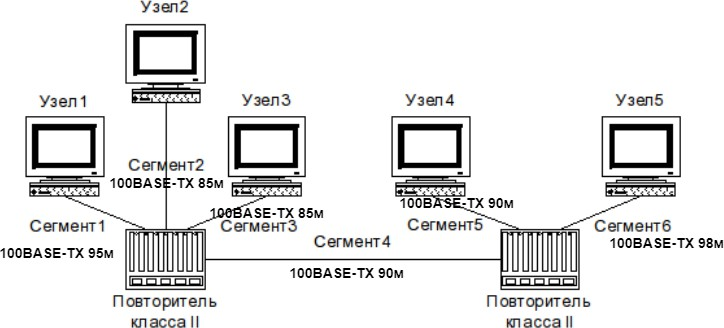 Узел2
Узел1
Узел3
Узел4
Узел5
Сегмент2
100BASE-TX 85м
100BASE-TX 85м
100BASE-TX 90м
Сегмент1
Сегмент3
Сегмент5
Сегмент6
100BASE-TX 95м
Сегмент4
100BASE-TX 98м
100BASE-TX 90м
Повторитель
класса II
Повторитель
класса II